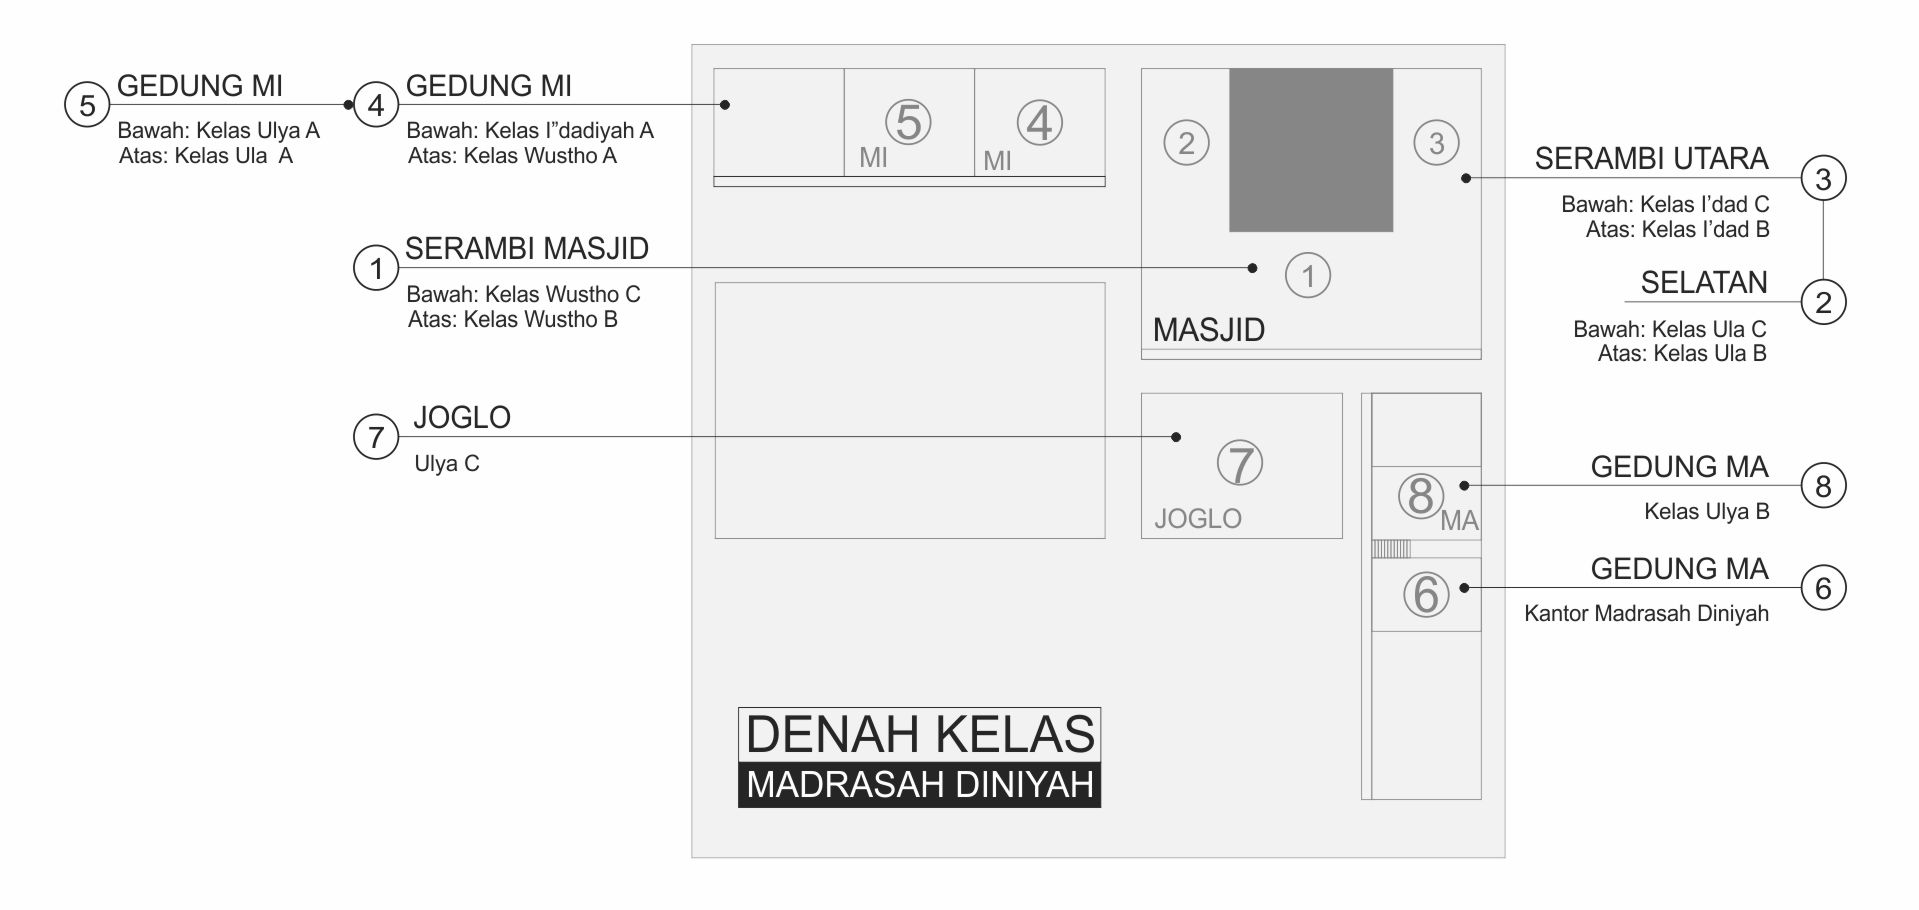 5
GEDUNG MI
Bawah: Kelas Ulya A
Atas: Kelas Ula  A
4
GEDUNG MI
Bawah: Kelas I"dadiyah A
Atas: Kelas Wustho A
1
SERAMBI MASJID
Bawah: Kelas Wustho C
Atas: Kelas Wustho B
7
JOGLO
Ulya C
5
MI
4
MI
2
3
1
MASJID
7
JOGLO
8
MA
6
DENAH KELAS
MADRASAH DINIYAH
SERAMBI UTARA
3
Bawah: Kelas I'dad C
Atas: Kelas I'dad B
SELATAN
2
Bawah: Kelas Ula C
Atas: Kelas Ula B
GEDUNG MA
8
Kelas Ulya B
GEDUNG MA
6
Kantor Madrasah Diniyah